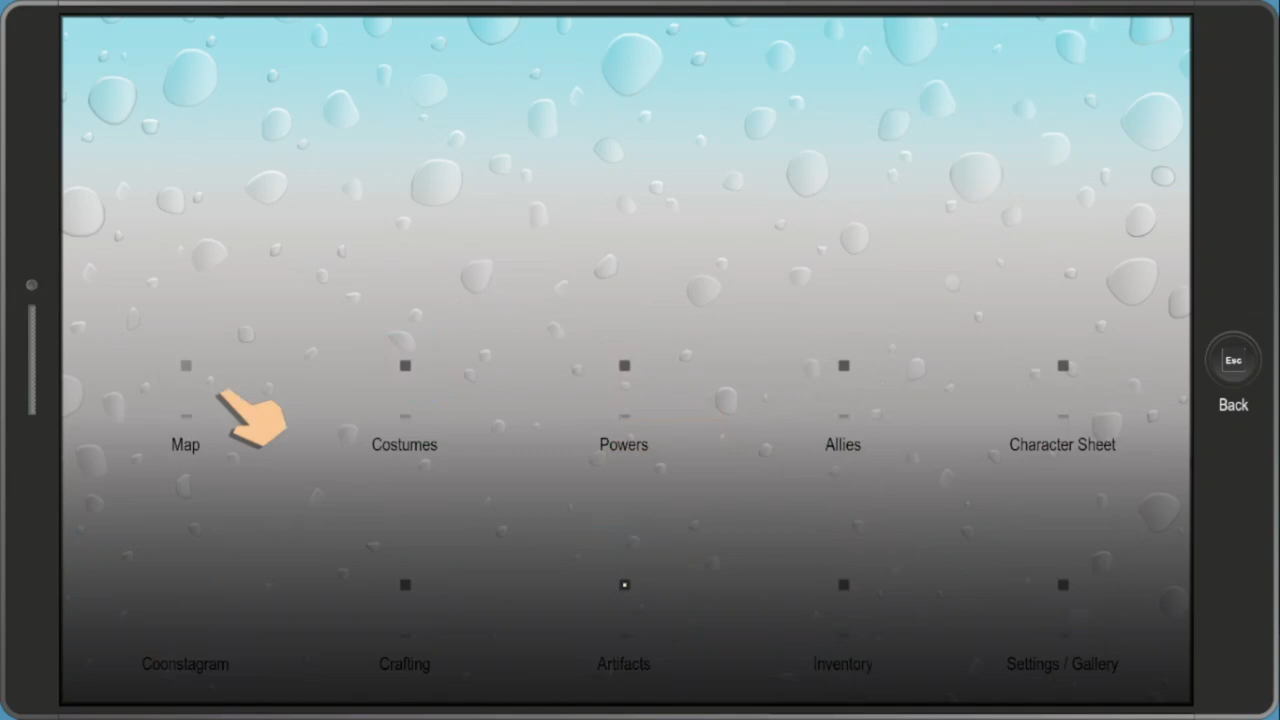 Esc
Back
Map
Costumes
Powers
Allies
Character Sheet
Coonstagram
Crafting
Artifacts
Inventory
Settings / Gallery